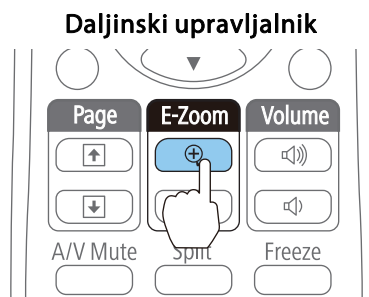 Daljinski upravljalnik
Page E-Zoom Volume
A/V Mute Split Freeze